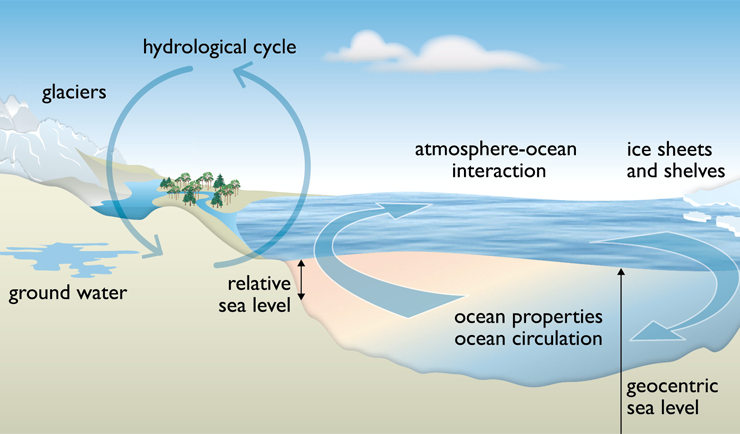 hydrological cycle
glaciers
atmosphere-ocean
interaction
ice sheets
and shelves
ground water
relative
sea level
ocean properties
ocean circulation
geocentric
sea level